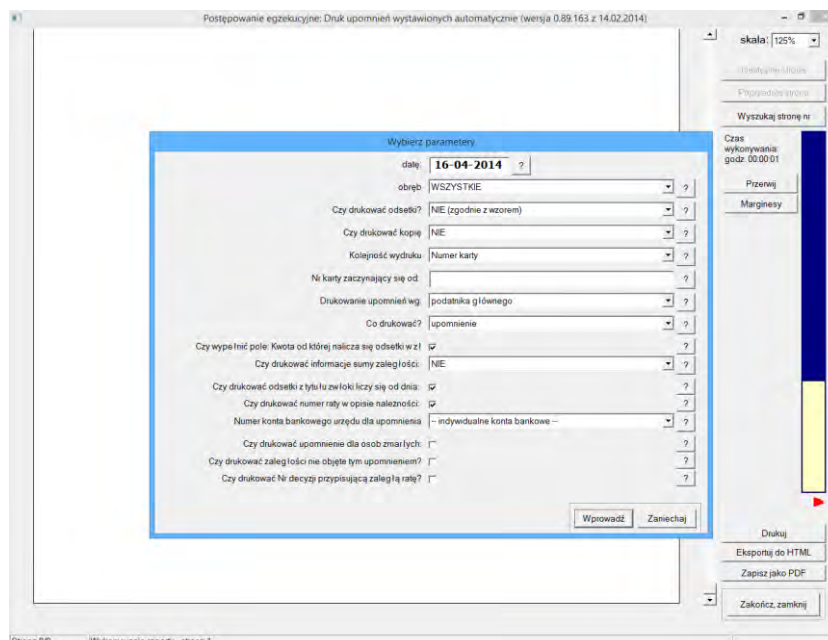 Postępowanie egzekucyjne: Druk upomnień wystawionych automatycznie (wersja 0.89.163 z 14.02.2014)
skala: 125%
Następna strona
Poprzednia strona
Wyszukaj stronę nr
Czas
wykonywania:
godz. 00:00:01
Przerwij
Marginesy
Wybierz parametery
datę: 16-04-2014 ?
obręb WSZYSTKIE ?
Czy drukować odsetki? NIE (zgodnie z wzorem) ?
Czy drukować kopię NIE ?
Kolejność wydruku Numer karty ?
Nr karty zaczynający się od: ?
Drukowanie upomnień wg: podatnika głównego ?
Co drukować? upomnienie ?
Czy wypełnić pole: Kwota od której nalicza się odsetki w zł ?
Czy drukować informacje sumy zaległości: NIE ?
Czy drukować odsetki z tytułu zwłoki liczy się od dnia: ?
Czy drukować numer raty w opisie należności: ?
Numer konta bankowego urzędu dla upomnienia -- indywidualne konta bankowe -- ?
Czy drukować upomnienie dla osob zmarłych: ?
Czy drukować zaległości nie objęte tym upomnieniem? ?
Czy drukować Nr decyzji przypisującą zaległą ratę? ?
Wprowadź Zaniechaj
Drukuj
Eksportuj do HTML
Zapisz jako PDF
Zakończ, zamknij